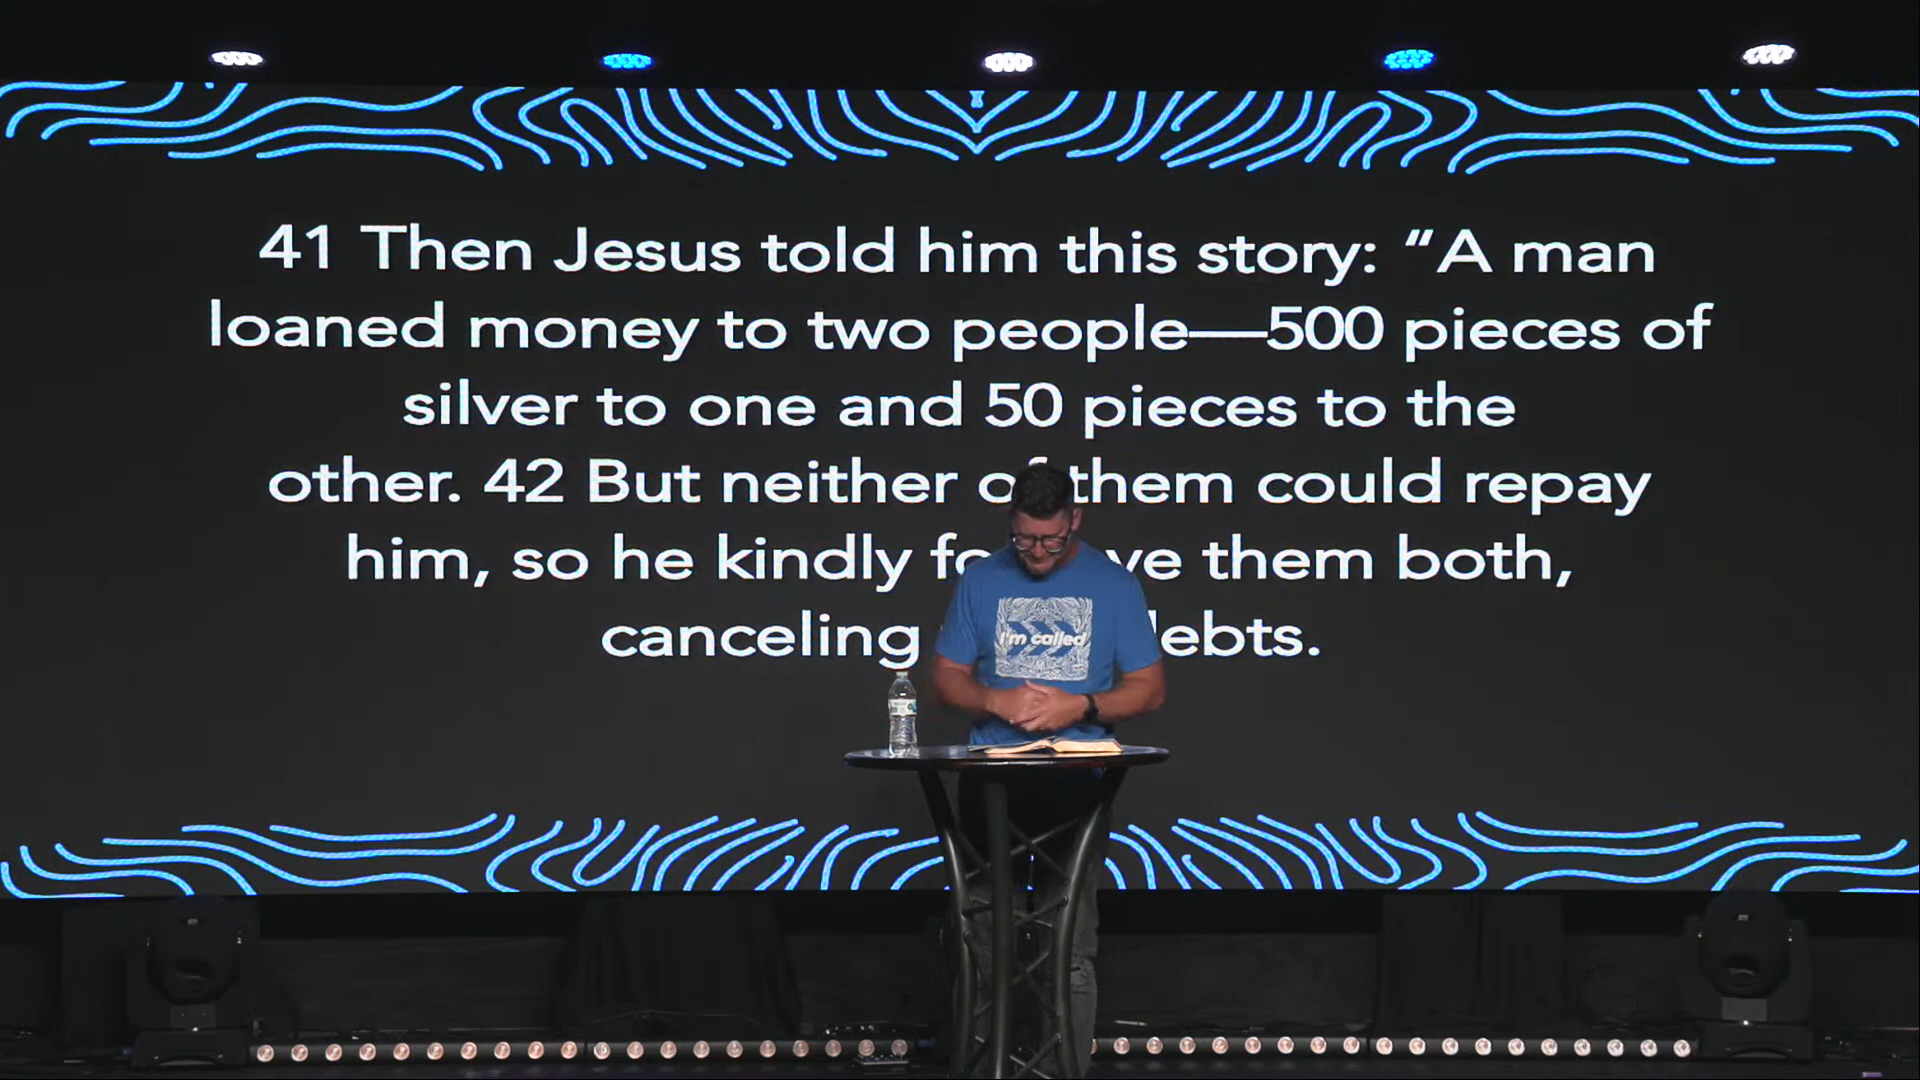 41 Then Jesus told him this story: “A man
loaned money to two people—500 pieces of
silver to one and 50 pieces to the
other. 42 But neither of them could repay
him, so he kindly them both,
canceling
I'm called